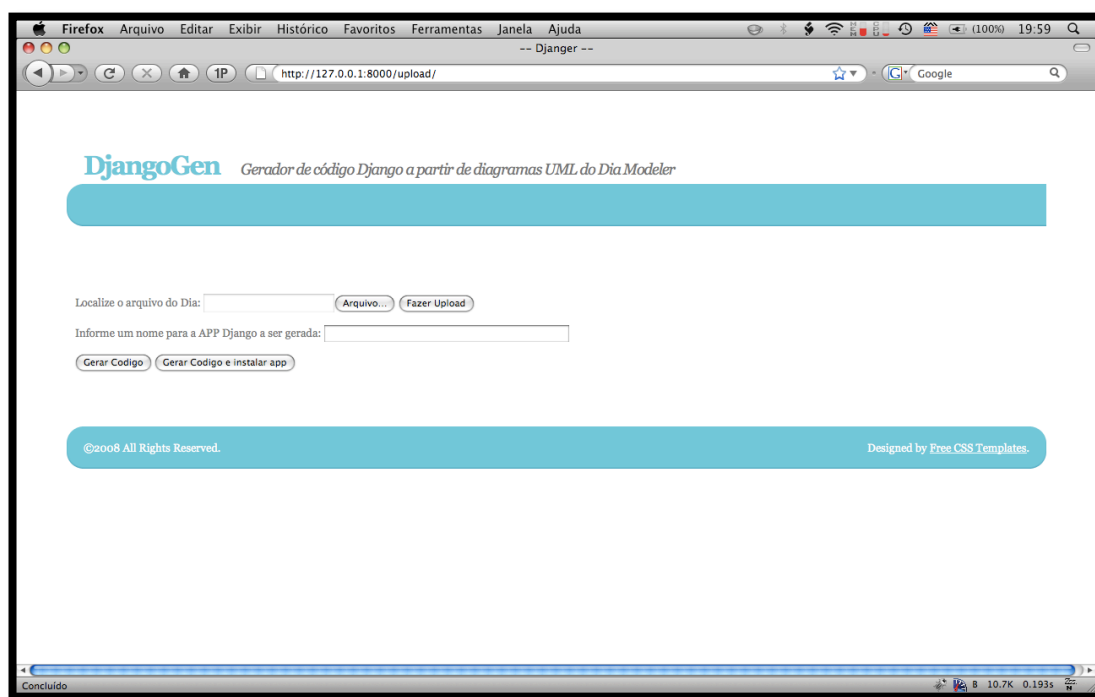 Firefox Arquivo Editar Exibir Histórico Favoritos Ferramentas Janela Ajuda (100%) 19:59
-- Djanger --
1P http://127.0.0.1:8000/upload/ G Google
DjangoGen Gerador de código Django a partir de diagramas UML do Dia Modeler
Localize o arquivo do Dia: Arquivo... Fazer Upload
Informe um nome para a APP Django a ser gerada:
Gerar Codigo Gerar Codigo e instalar app
©2008 All Rights Reserved. Designed by Free CSS Templates.
Concluído 8 10.7K 0.193s